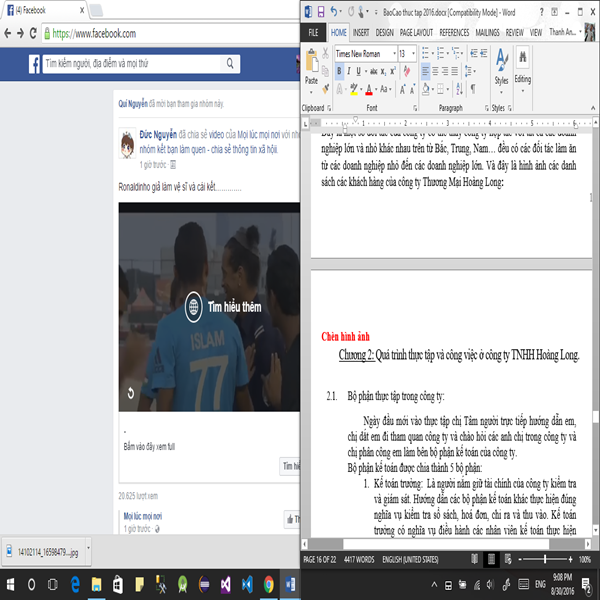 (4) Facebook
https://www.facebook.com
Tìm kiếm người, địa điểm và mọi thứ
Quí Nguyễn đã mời bạn tham gia nhóm này.
Đức Nguyễn đã chia sẻ video của Mọi lúc mọi nơi với nhó
nhóm kết bạn làm quen - chia sẻ thông tin xã hội
1 giờ trước
Ronaldinho giả làm vệ sĩ và cái kết.............
ISLAM
77
Tìm hiểu thêm
-
Bấm vào đây xem full
Tìm hi
20.625 lượt xem
Mọi lúc mọi nơi
1 giờ trước
Th
14102114_16598479....jpg
BaoCao thuc tap 2016.docx [Compatibility Mode] - Word
FILE HOME INSERT DESIGN PAGE LAYOUT REFERENCES MAILINGS REVIEW VIEW Thanh An...
Times New Roman 13
Paste Styles Editing
Clipboard Font Paragraph Styles
nghiệp lớn và nhỏ khác nhau trên từ Bắc, Trung, Nam… đều có các đối tác làm ăn
từ các doanh nghiệp nhỏ đến các doanh nghiệp lớn. Và đây là hình ảnh các danh
sách các khách hàng của công ty Thương Mại Hoàng Long:
Chèn hình ảnh
Chương 2: Quá trình thực tập và công việc ở công ty TNHH Hoàng Long.
2.1. Bộ phận thực tập trong công ty:
Ngày đầu mới vào thực tập chị Tâm người trực tiếp hướng dẫn em,
chị dắt em đi tham quan công ty và chào hỏi các anh chị trong công ty và
chị phân công em làm bên bộ phận kế toán của công ty.
Bộ phận kế toán được chia thành 5 bộ phận:
1. Kế toán trưởng: Là người nắm giữ tài chính của công ty kiểm tra
và giám sát. Hướng dẫn các bộ phận kế toán khác thực hiện đúng
nghĩa vụ kiểm tra sổ sách, hoá đơn, chi ra và thu vào. Kế toán
trưởng có nghĩa vụ điều hành các nhân viên kế toán thực hiện
PAGE 16 OF 22 4417 WORDS ENGLISH (UNITED STATES) 100%
ENG
9:08 PM
8/30/2016